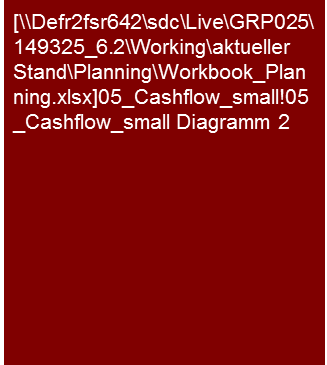 [\\Defr2fsr642\sdc\Live\GRP025\
149325_6.2\Working\aktueller
Stand\Planning\Workbook_Plan
ning.xlsx]05_Cashflow_small!05
_Cashflow_small Diagramm 2